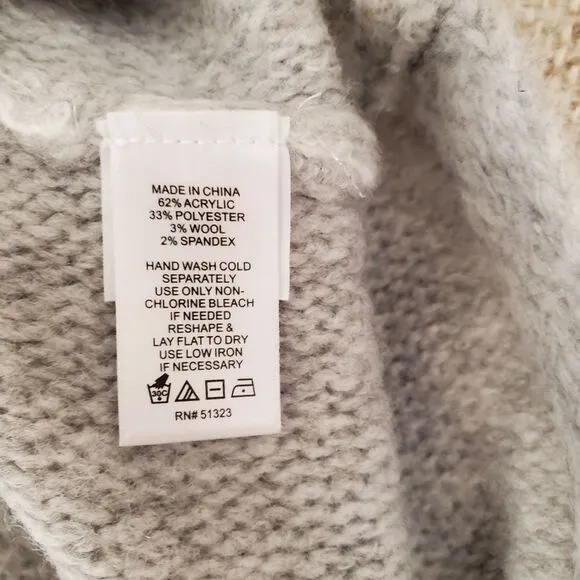 MADE IN CHINA
62% ACRYLIC
33% POLYESTER
3% WOOL
2% SPANDEX
HAND WASH COLD
SEPARATELY
USE ONLY NON-
CHLORINE BLEACH
IF NEEDED
RESHAPE &
LAY FLAT TO DRY
USE LOW IRON
IF NECESSARY
30C
RN# 51323